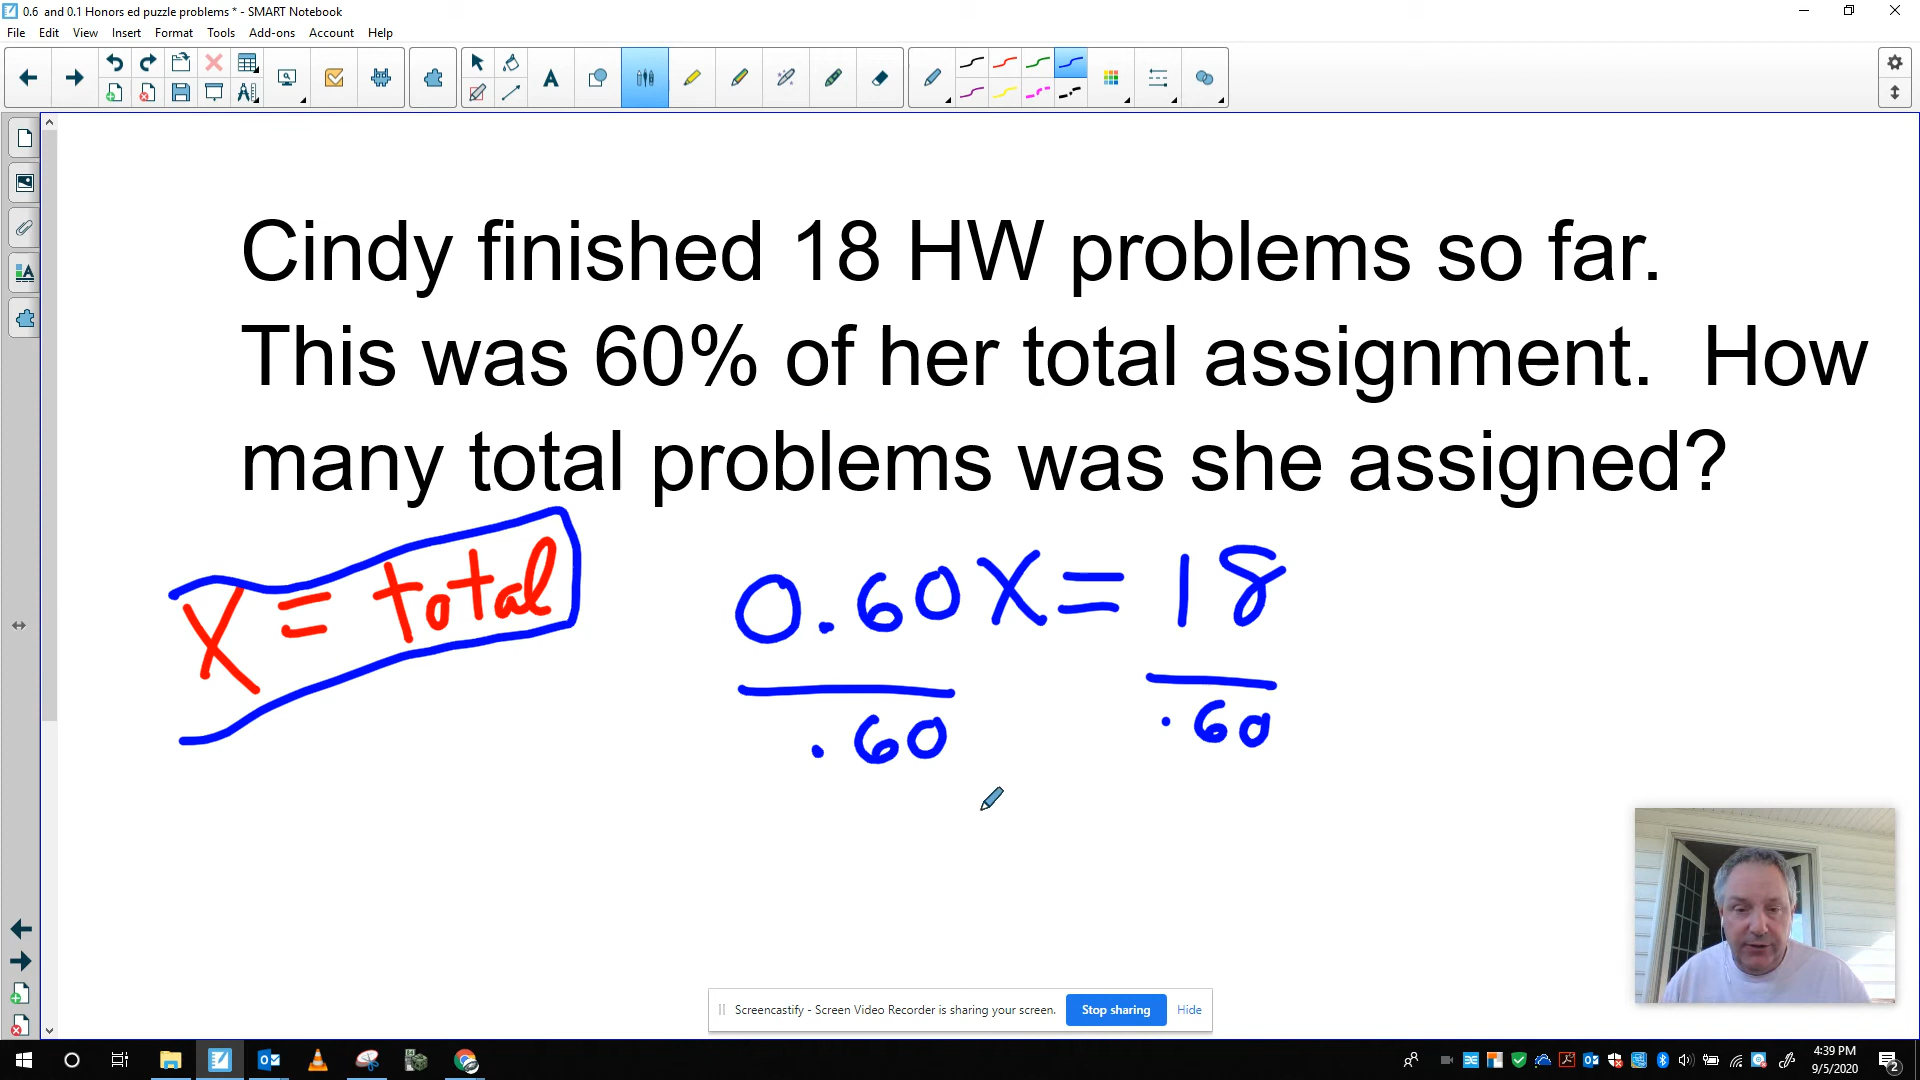 0.6 and 0.1 Honors ed puzzle problems * - SMART Notebook
File Edit View Insert Format Tools Add-ons Account Help
Cindy finished 18 HW problems so far.
This was 60% of her total assignment. How
many total problems was she assigned?
X = total
0.60X = 18
.60 .60
Screencastify - Screen Video Recorder is sharing your screen. Stop sharing Hide
4:39 PM
9/5/2020
2